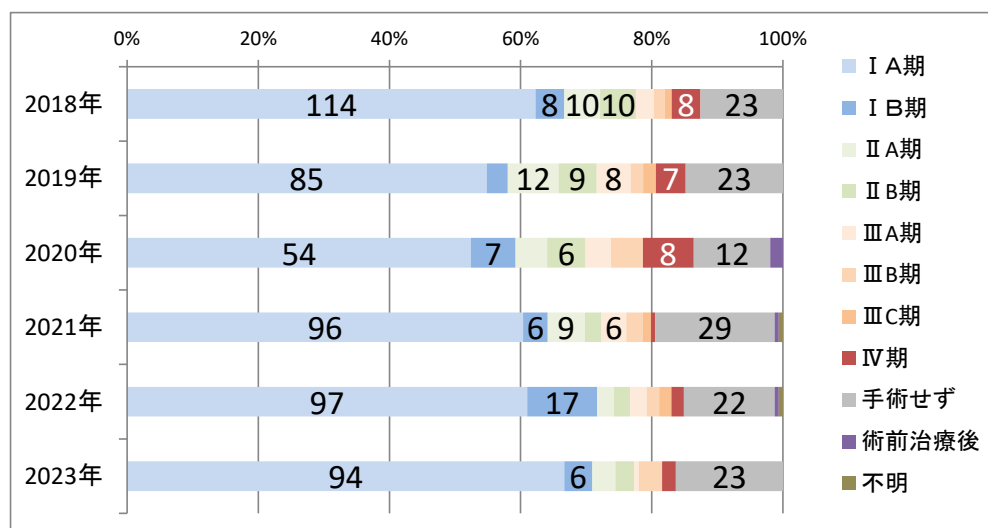 0% 20% 40% 60% 80% 100%
2018年 114 8 10 10 8 23
2019年 85 12 9 8 7 23
2020年 54 7 6 8 12
2021年 96 6 9 6 29
2022年 97 17 22
2023年 94 6 23
ⅠA期
ⅠB期
ⅡA期
ⅡB期
ⅢA期
ⅢB期
ⅢC期
Ⅳ期
手術せず
術前治療後
不明